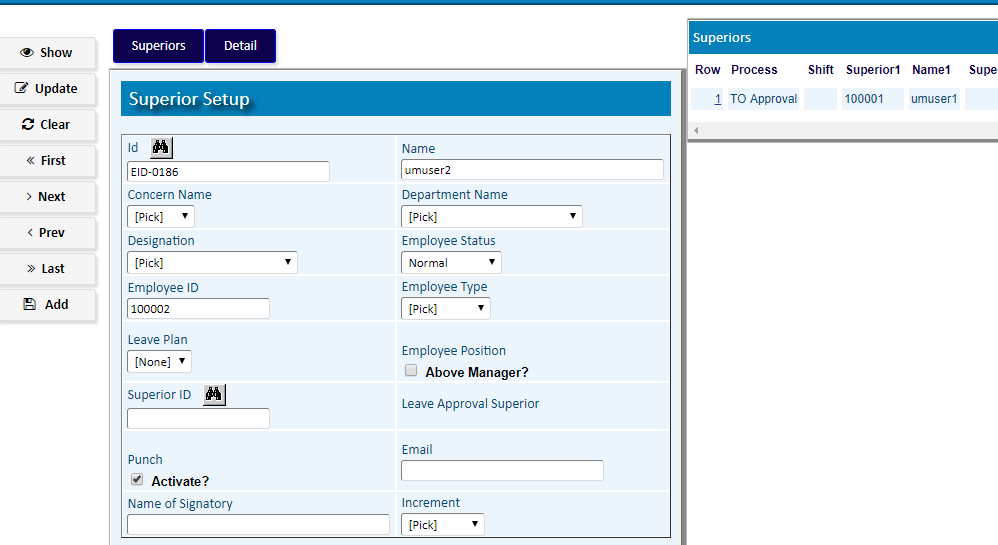 Show
Update
Clear
First
Next
Prev
Last
Add
Superiors
Detail
Superior Setup
Id
Name
EID-0186
umuser2
Concern Name
Department Name
[Pick]
[Pick]
Designation
Employee Status
[Pick]
Normal
Employee ID
Employee Type
100002
[Pick]
Leave Plan
[None]
Employee Position
Above Manager?
Superior ID
Leave Approval Superior
Punch
Activate?
Email
Name of Signatory
Increment
[Pick]
Superiors
Row Process Shift Superior1 Name1 Supe
1 TO Approval 100001 umuser1